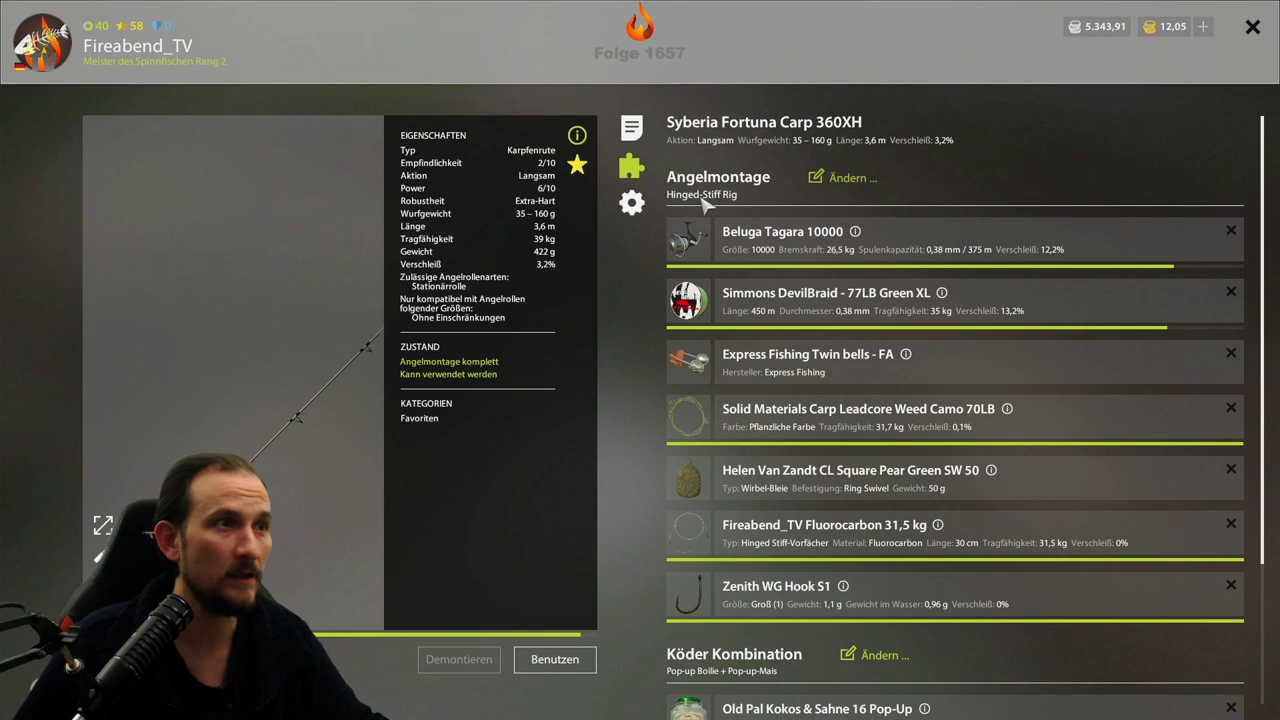 40 58 0
Fireabend_TV
Meister des Spinnfischen Rang 2
Folge 1657
5.343,91 12,05
EIGENSCHAFTEN
Typ Karpfenrute
Empfindlichkeit 2/10
Aktion Langsam
Power 6/10
Robustheit Extra-Hart
Wurfgewicht 35 – 160 g
Länge 3,6 m
Tragfähigkeit 39 kg
Gewicht 422 g
Verschleiß 3,2%
Zulässige Angelrollenarten:
Stationärrolle
Nur kompatibel mit Angelrollen
folgender Größen:
Ohne Einschränkungen
ZUSTAND
Angelmontage komplett
Kann verwendet werden
KATEGORIEN
Favoriten
Demontieren Benutzen
Syberia Fortuna Carp 360XH
Aktion: Langsam Wurfgewicht: 35 – 160 g Länge: 3,6 m Verschleiß: 3,2%
Angelmontage Ändern ...
Hinged-Stiff Rig
Beluga Tagara 10000
Größe: 10000 Bremskraft: 26,5 kg Spulenkapazität: 0,38 mm / 375 m Verschleiß: 12,2%
Simmons DevilBraid - 77LB Green XL
Länge: 450 m Durchmesser: 0,38 mm Tragfähigkeit: 35 kg Verschleiß: 13,2%
Express Fishing Twin bells - FA
Hersteller: Express Fishing
Solid Materials Carp Leadcore Weed Camo 70LB
Farbe: Pflanzliche Farbe Tragfähigkeit: 31,7 kg Verschleiß: 0,1%
Helen Van Zandt CL Square Pear Green SW 50
Typ: Wirbel-Bleie Befestigung: Ring Swivel Gewicht: 50 g
Fireabend_TV Fluorocarbon 31,5 kg
Typ: Hinged Stiff-Vorfächer Material: Fluorocarbon Länge: 30 cm Tragfähigkeit: 31,5 kg Verschleiß: 0%
Zenith WG Hook S1
Größe: Groß (1) Gewicht: 1,1 g Gewicht im Wasser: 0,96 g Verschleiß: 0%
Köder Kombination Ändern ...
Pop-up Boilie + Pop-up-Mais
Old Pal Kokos & Sahne 16 Pop-Up